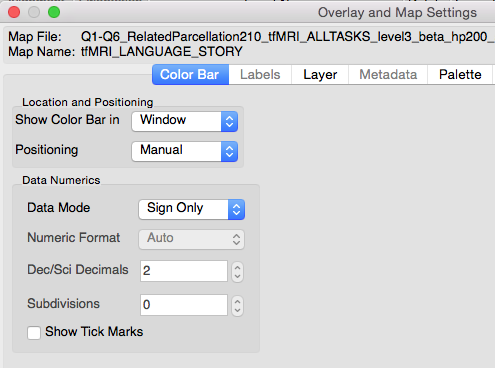 Overlay and Map Settings
Map File: Q1-Q6_RelatedParcellation210_tfMRI_ALLTASKS_level3_beta_hp200_
Map Name: tfMRI_LANGUAGE_STORY
Color Bar Labels Layer Metadata Palette
Location and Positioning
Show Color Bar in Window
Positioning Manual
Data Numerics
Data Mode Sign Only
Numeric Format Auto
Dec/Sci Decimals 2
Subdivisions 0
Show Tick Marks